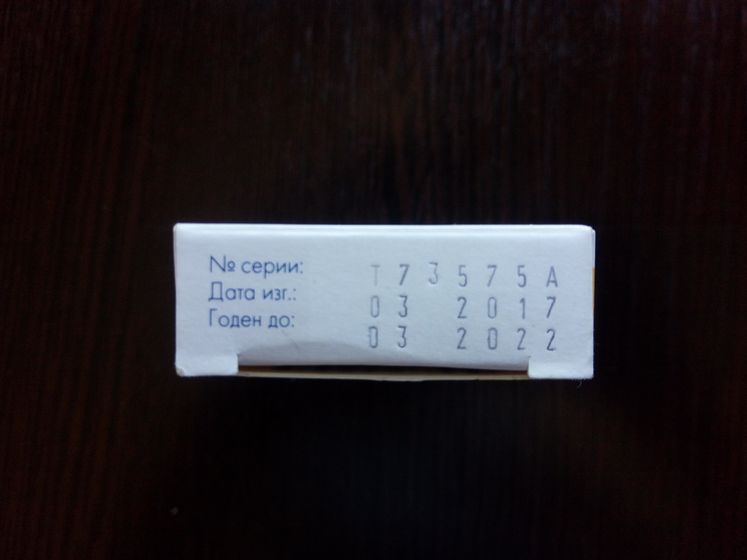 № серии: T73575A
Дата изг.: 03 2017
Годен до: 03 2022